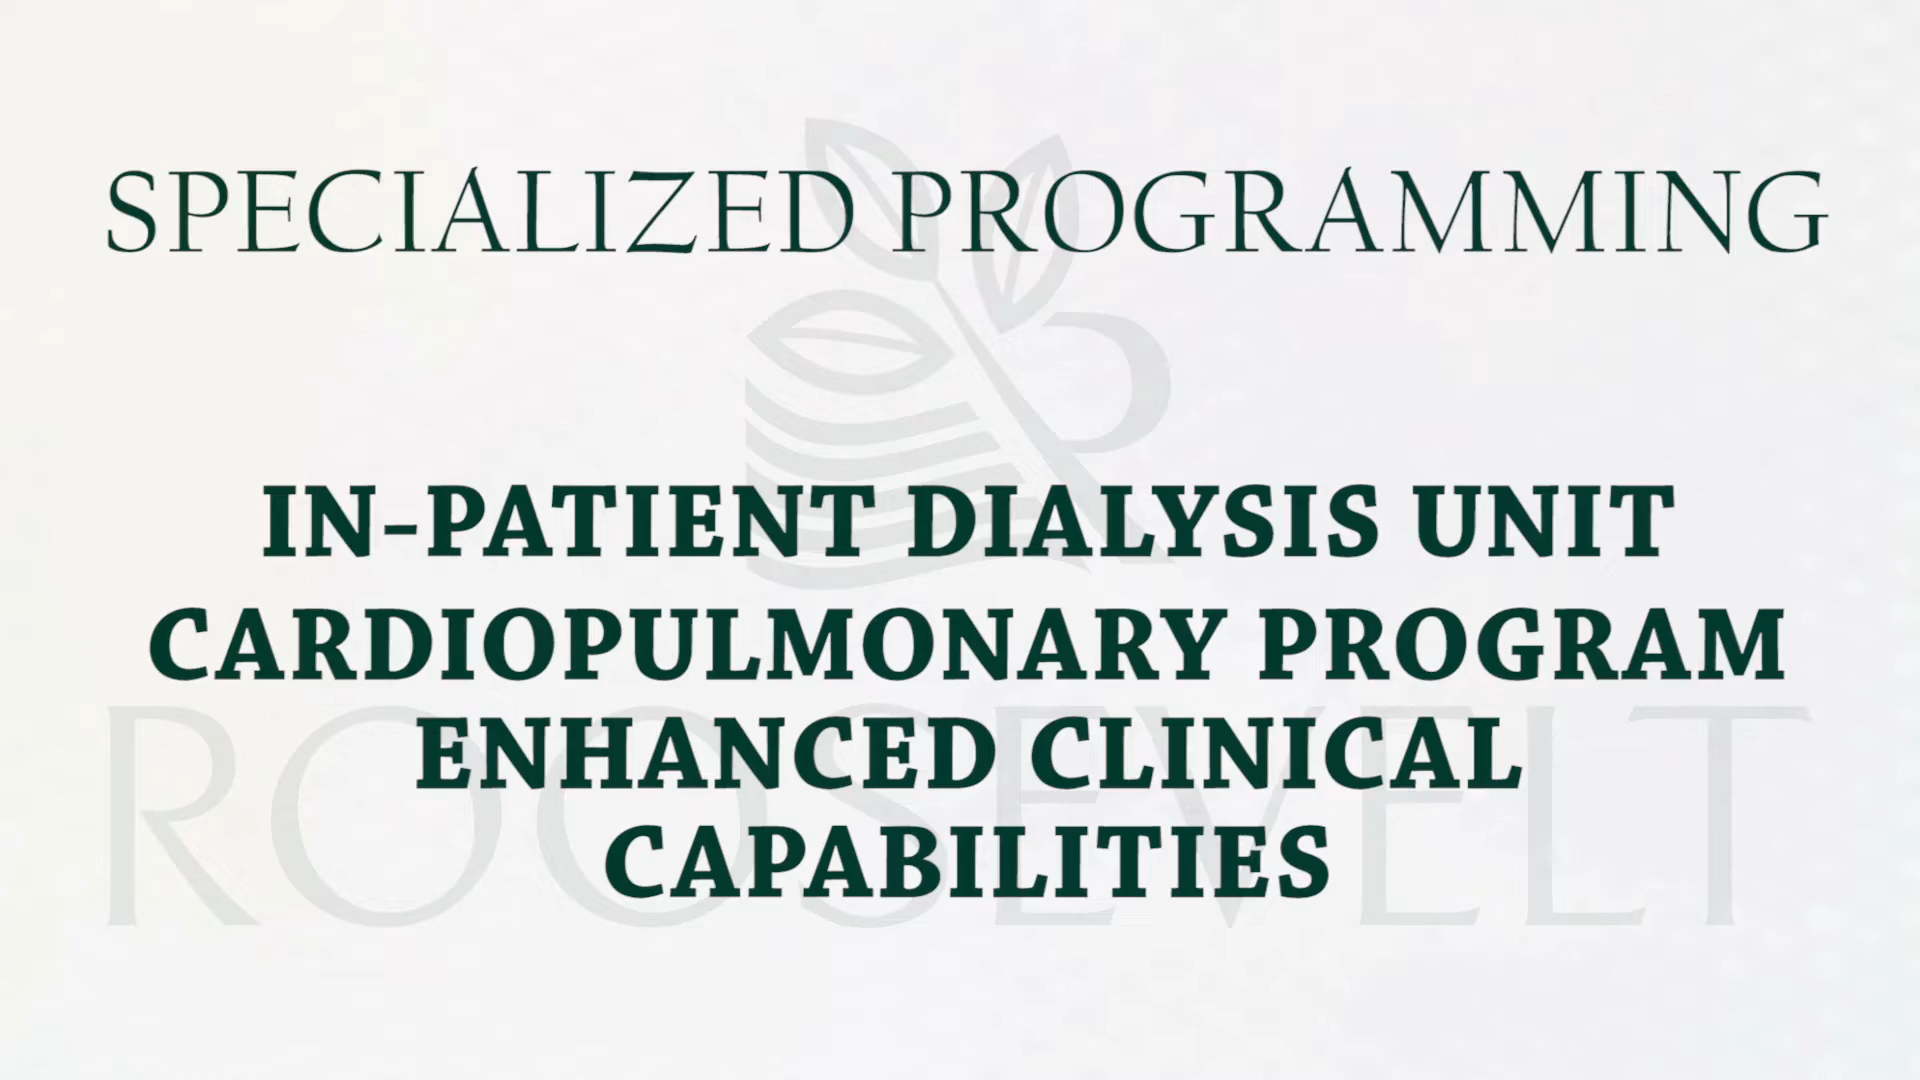 SPECIALIZED PROGRAMMING
IN-PATIENT DIALYSIS UNIT
CARDIOPULMONARY PROGRAM
ENHANCED CLINICAL
CAPABILITIES
ROOSEVELT